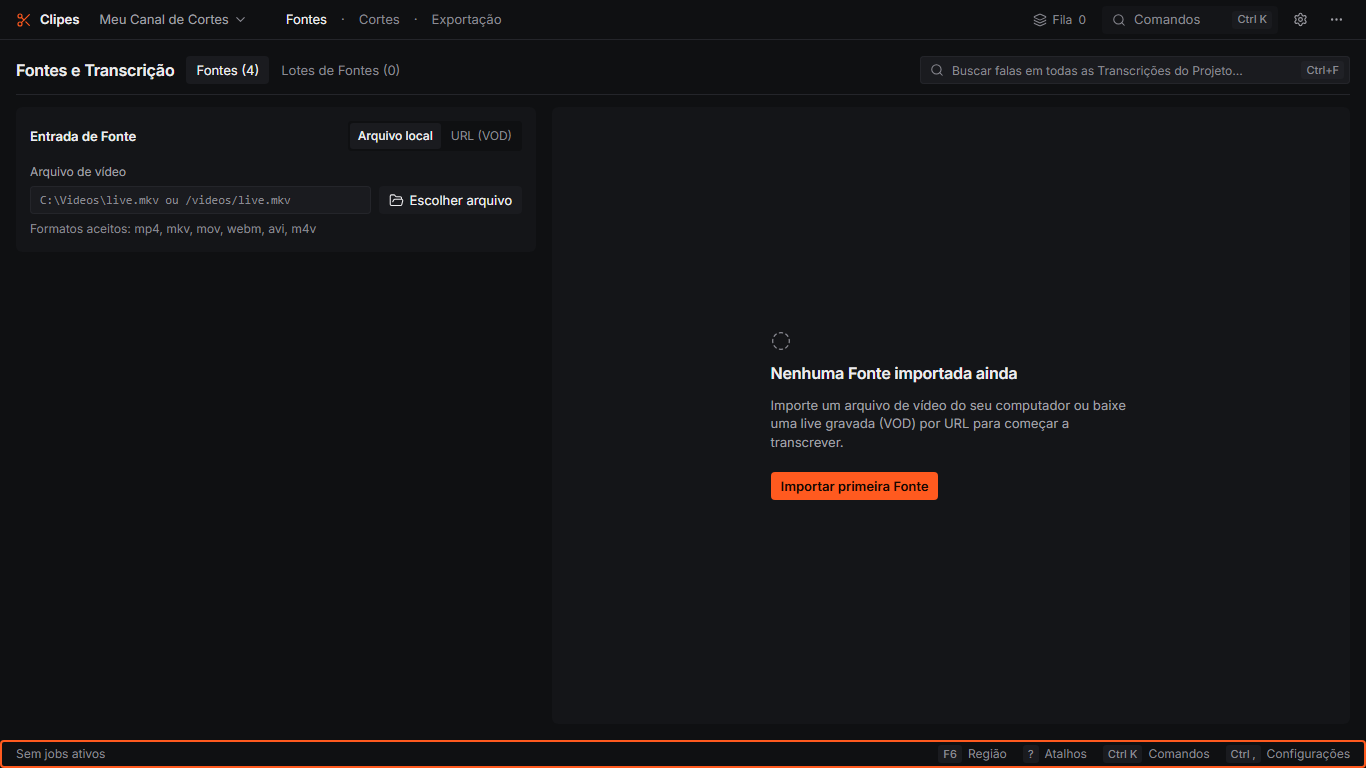 Clipes Meu Canal de Cortes Fontes · Cortes · Exportação Fila 0 Comandos Ctrl K
Fontes e Transcrição Fontes (4) Lotes de Fontes (0) Buscar falas em todas as Transcrições do Projeto... Ctrl+F
Entrada de Fonte Arquivo local URL (VOD)
Arquivo de vídeo
C:\Videos\live.mkv ou /videos/live.mkv Escolher arquivo
Formatos aceitos: mp4, mkv, mov, webm, avi, m4v
Nenhuma Fonte importada ainda
Importe um arquivo de vídeo do seu computador ou baixe
uma live gravada (VOD) por URL para começar a
transcrever.
Importar primeira Fonte
Sem jobs ativos F6 Região ? Atalhos Ctrl K Comandos Ctrl , Configurações